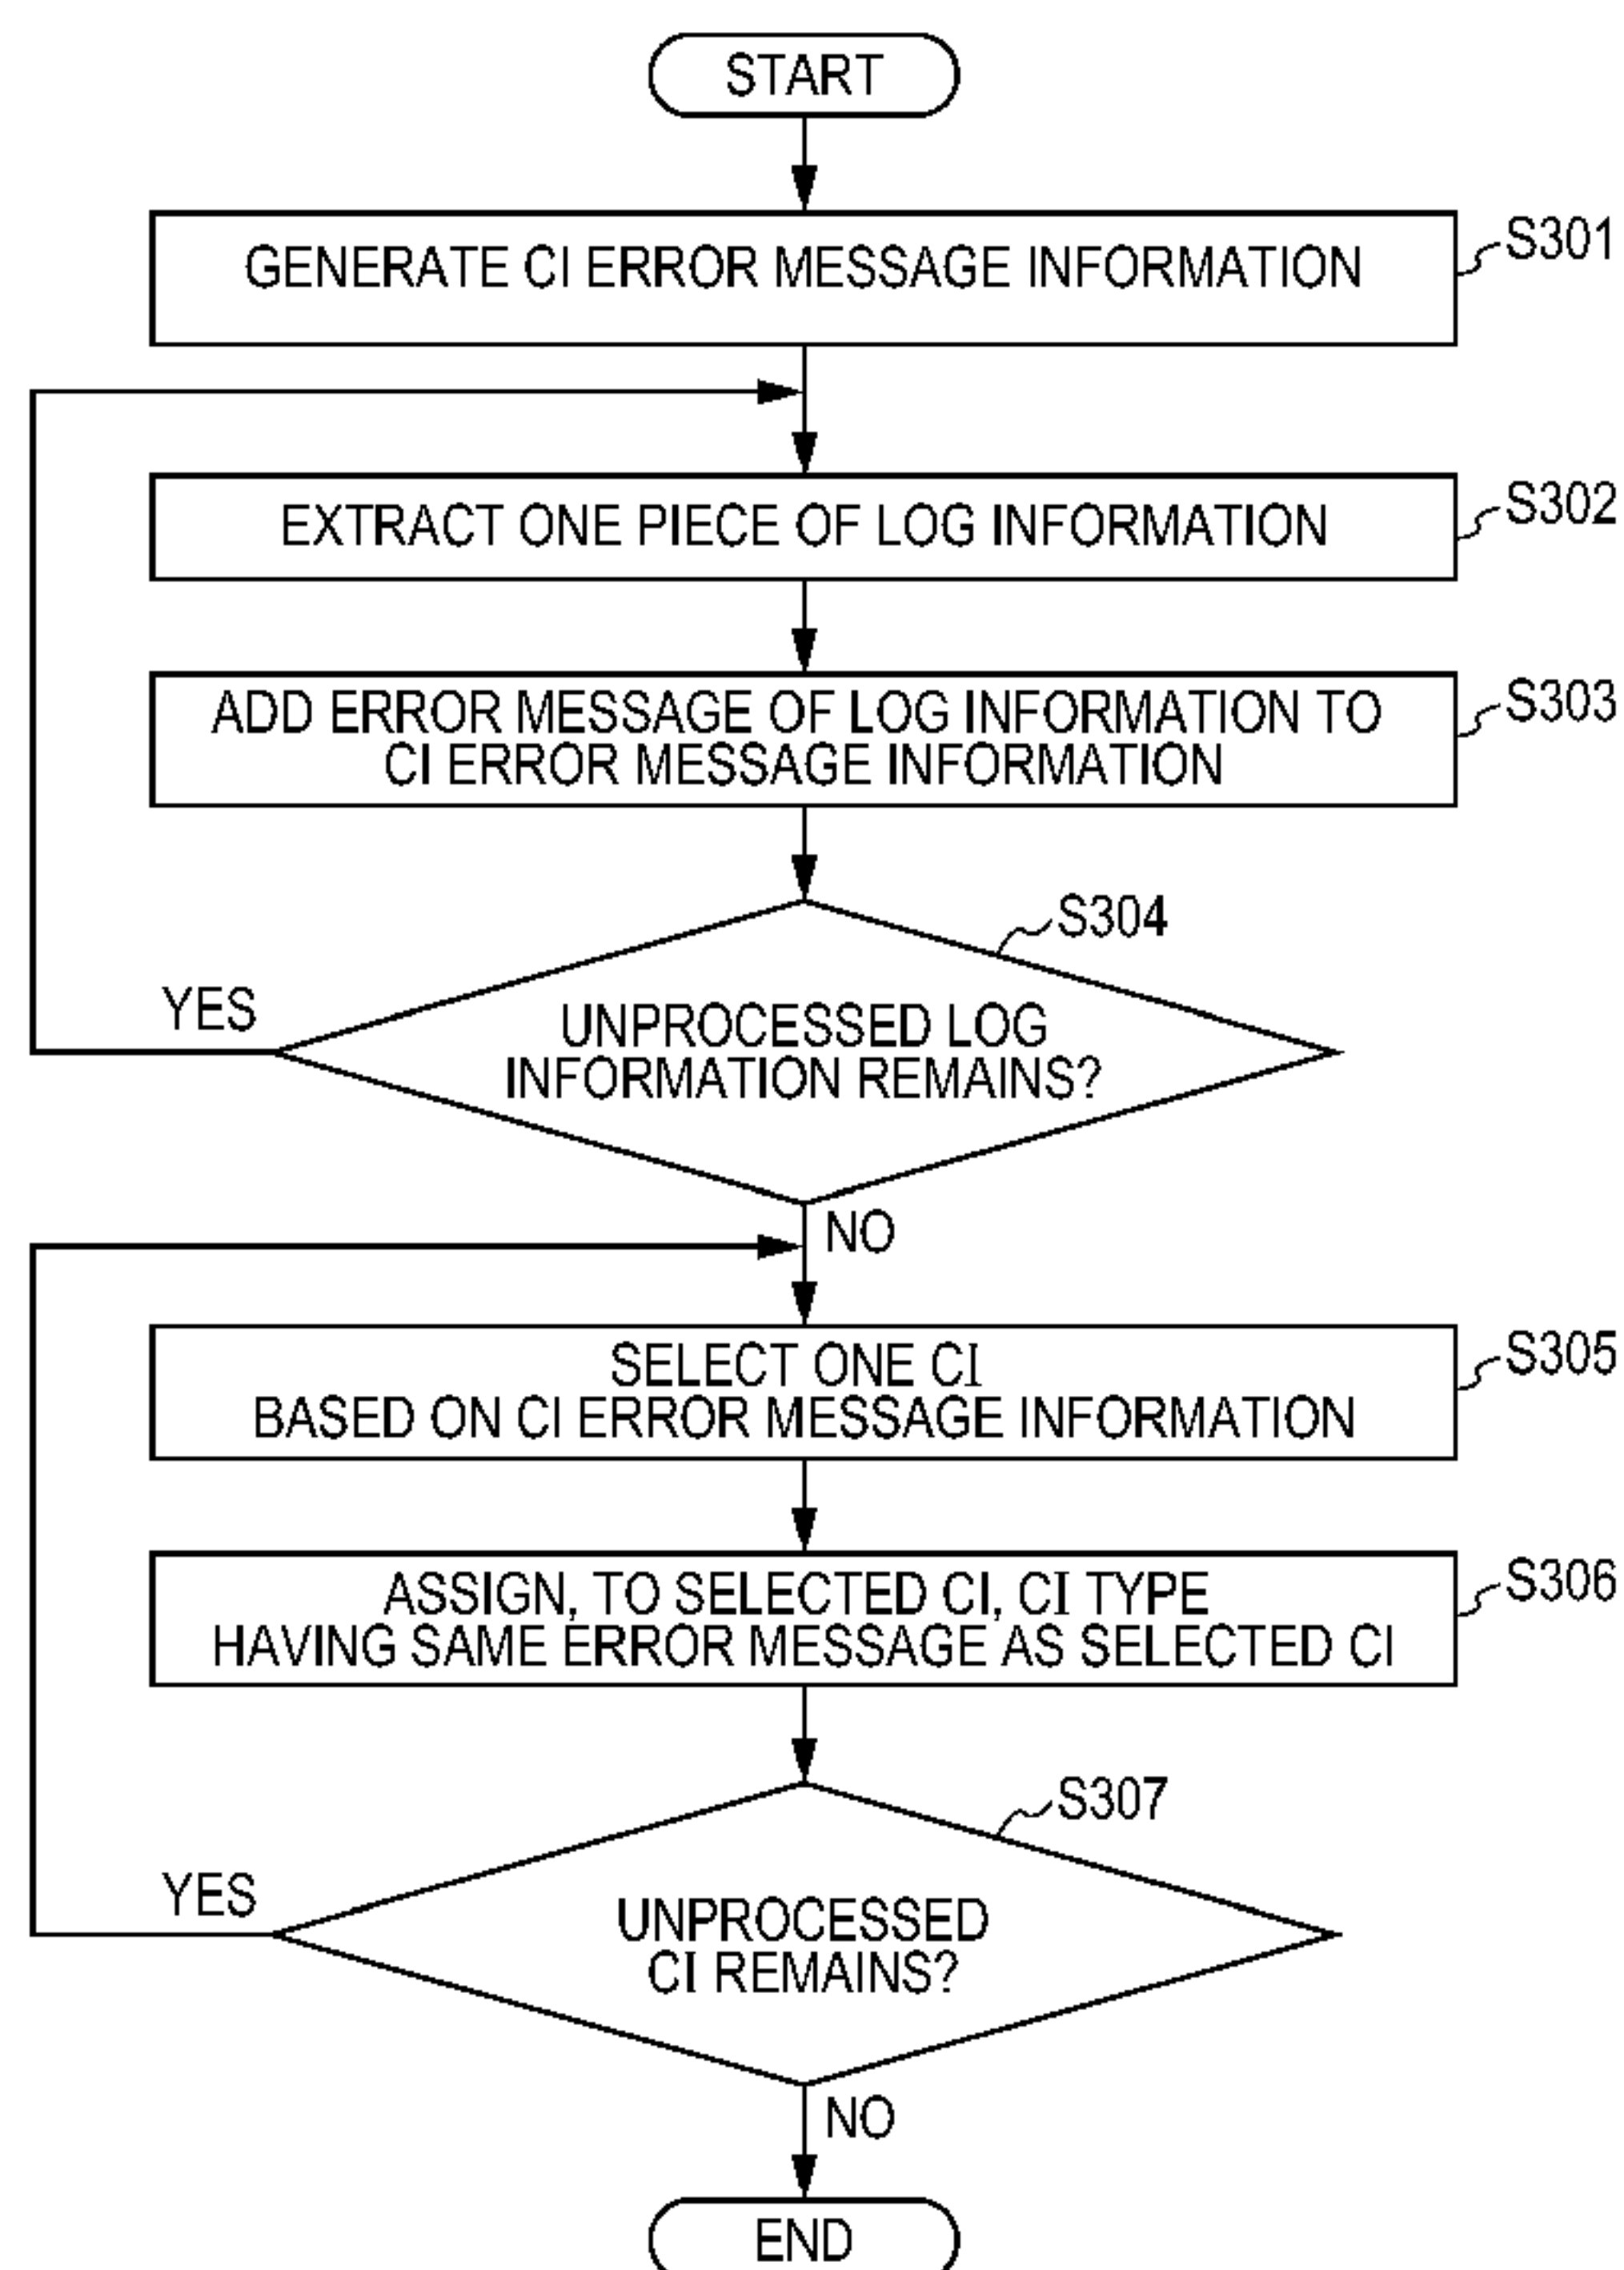 START
GENERATE CI ERROR MESSAGE INFORMATION
S301
EXTRACT ONE PIECE OF LOG INFORMATION
S302
ADD ERROR MESSAGE OF LOG INFORMATION TO
CI ERROR MESSAGE INFORMATION
S303
S304
YES
UNPROCESSED LOG
INFORMATION REMAINS?
NO
SELECT ONE CI
BASED ON CI ERROR MESSAGE INFORMATION
S305
ASSIGN, TO SELECTED CI, CI TYPE
HAVING SAME ERROR MESSAGE AS SELECTED CI
S306
S307
YES
UNPROCESSED
CI REMAINS?
NO
END